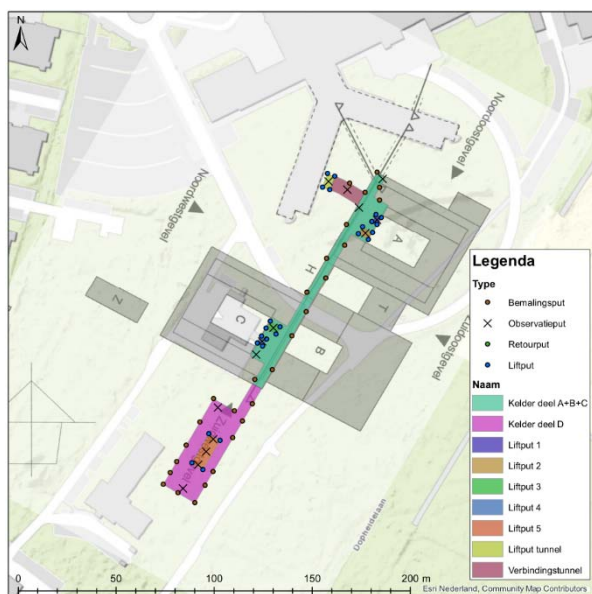 N
Noordoostgevel
Noordwestgevel
A
H
Z
T
C
B
Zuidoostgevel
Dopheidelaan
Legenda
Type
Bemalingsput
Observatieput
Retourput
Liftput
Naam
Kelder deel A+B+C
Kelder deel D
Liftput 1
Liftput 2
Liftput 3
Liftput 4
Liftput 5
Liftput tunnel
Verbindingstunnel
0 50 100 150 200 m
Esri Nederland, Community Map Contributors